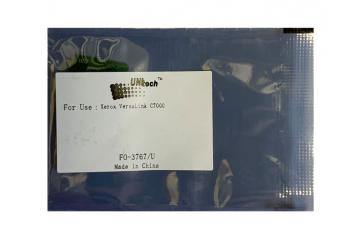 UNItech™
For Use : Xerox VersaLink C7000
FO-3767/U
Made in China